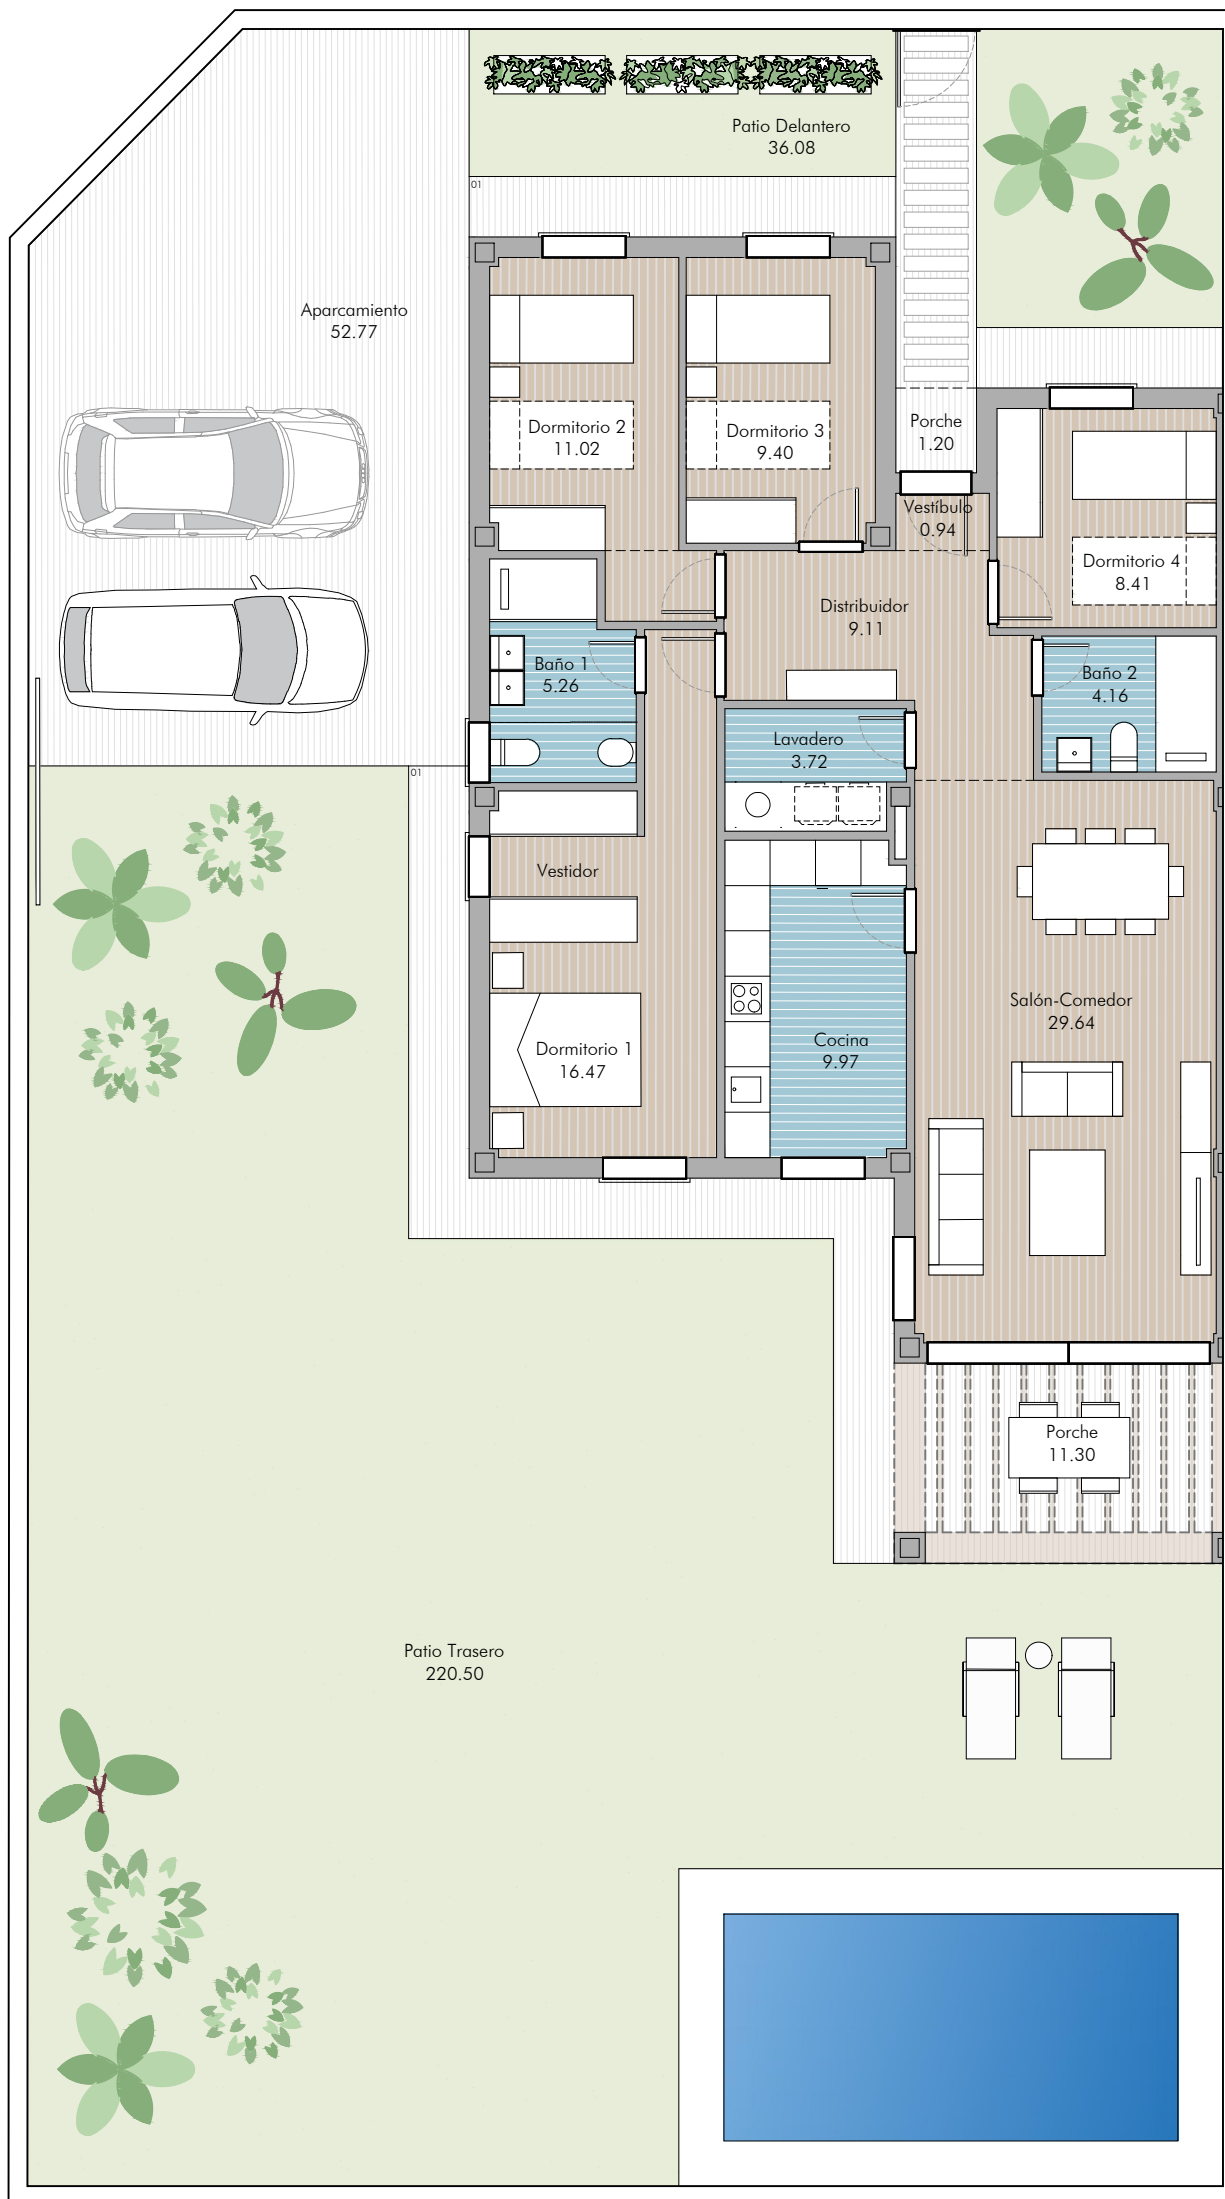 Patio Delantero
36.08
01
Aparcamiento
52.77
Dormitorio 2
11.02
Dormitorio 3
9.40
Porche
1.20
Vestíbulo
0.94
Dormitorio 4
8.41
Distribuidor
9.11
Baño 1
5.26
Baño 2
4.16
Lavadero
3.72
01
Vestidor
Salón-Comedor
29.64
Dormitorio 1
16.47
Cocina
9.97
Porche
11.30
Patio Trasero
220.50